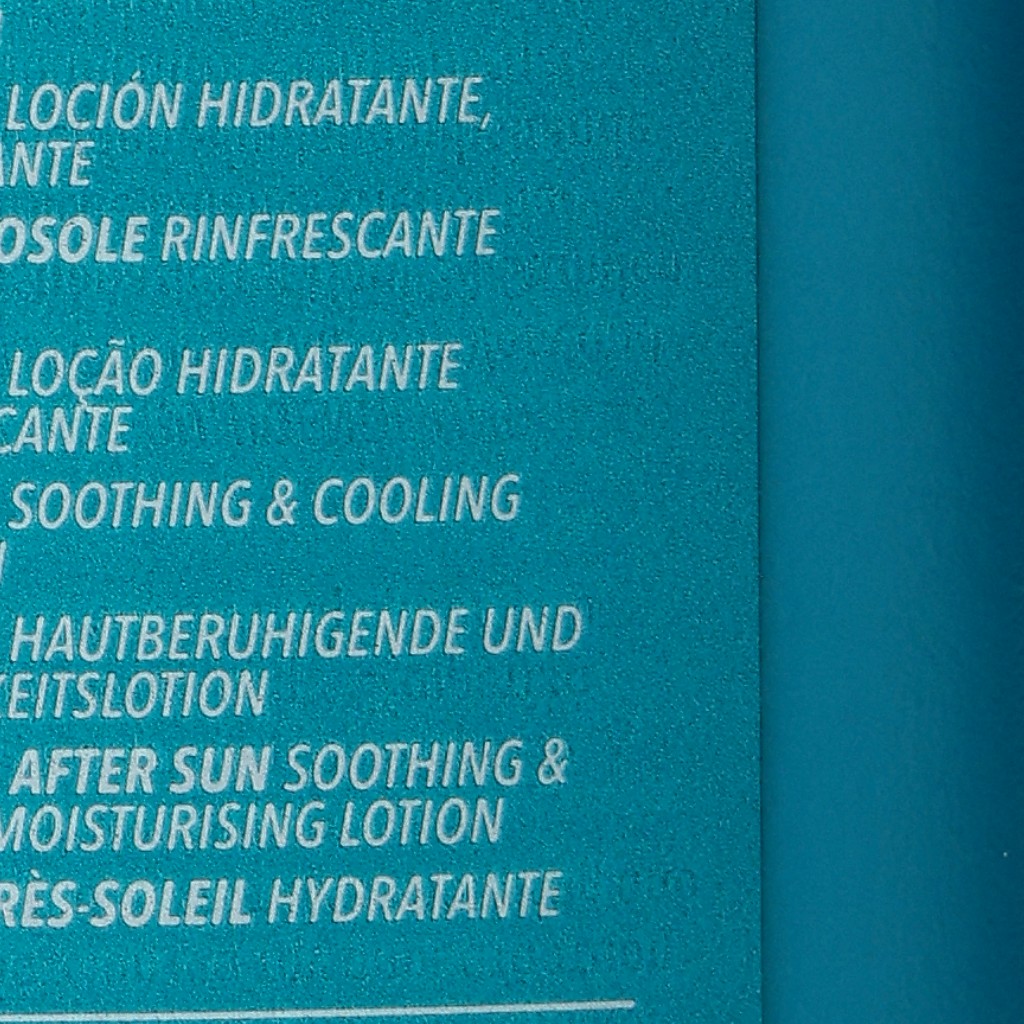 LOCIÓN HIDRATANTE,
ANTE
OSOLE RINFRESCANTE
LOÇÃO HIDRATANTE
CANTE
SOOTHING & COOLING
HAUTBERUHIGENDE UND
KEITSLOTION
AFTER SUN SOOTHING &
MOISTURISING LOTION
RÈS-SOLEIL HYDRATANTE